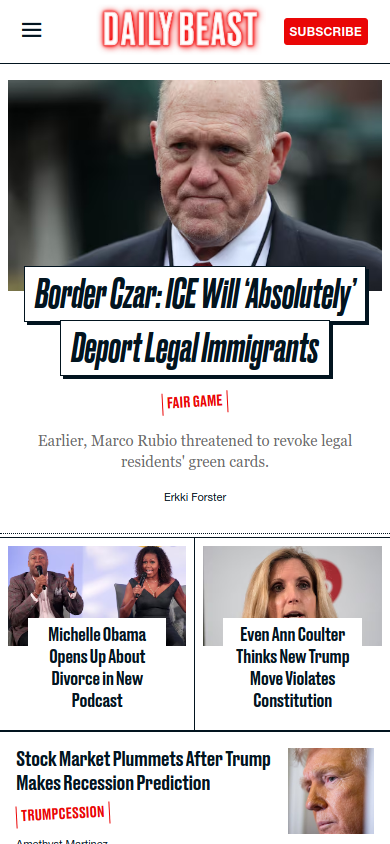 DAILY BEAST
SUBSCRIBE
Border Czar: ICE Will ‘Absolutely’
Deport Legal Immigrants
FAIR GAME
Earlier, Marco Rubio threatened to revoke legal
residents' green cards.
Erkki Forster
Michelle Obama
Opens Up About
Divorce in New
Podcast
Even Ann Coulter
Thinks New Trump
Move Violates
Constitution
Stock Market Plummets After Trump
Makes Recession Prediction
TRUMPCESSION
Amethyst Martinez